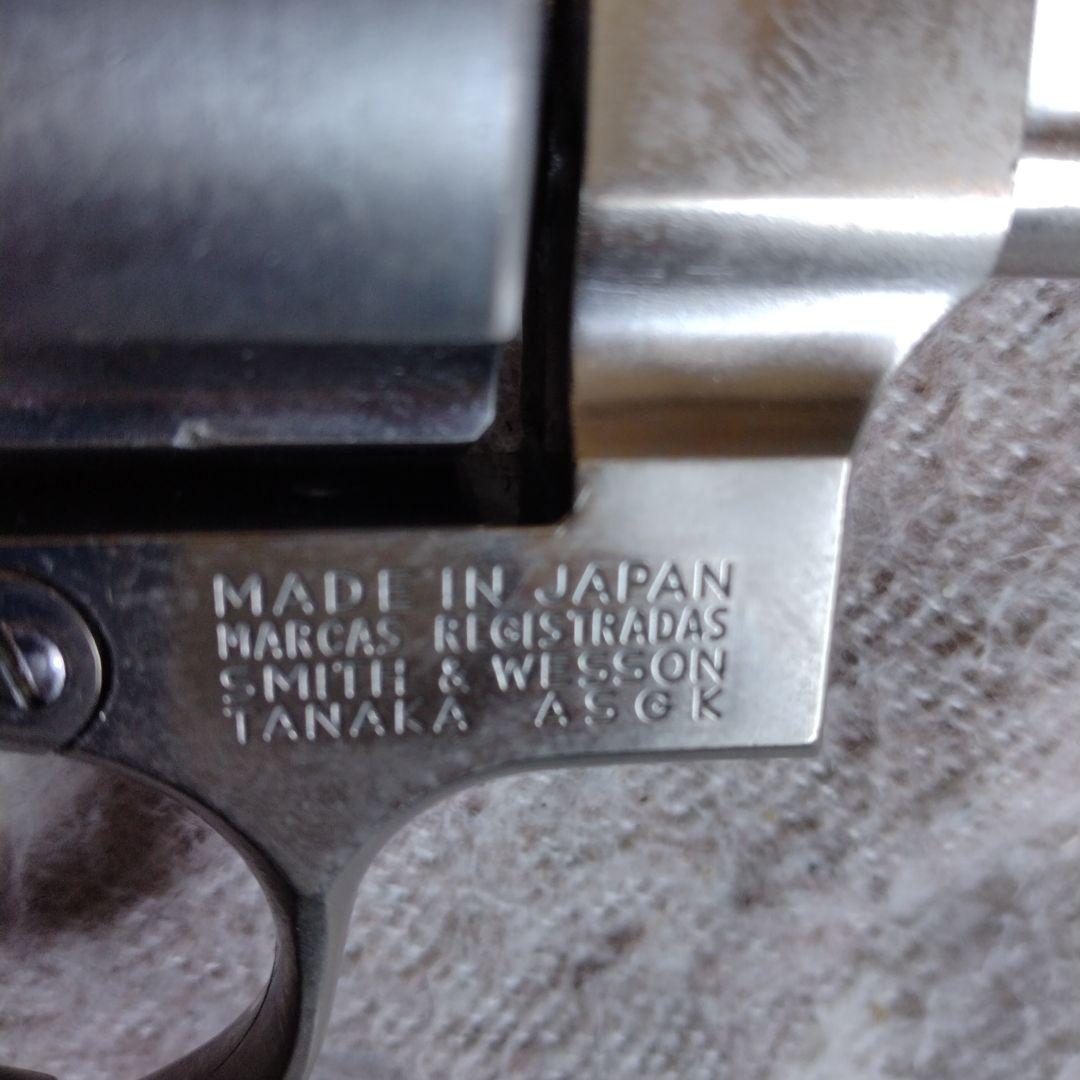 MADE IN JAPAN
MARCAS REGISTRADAS
SMITH & WESSON
TANAKA ASGK